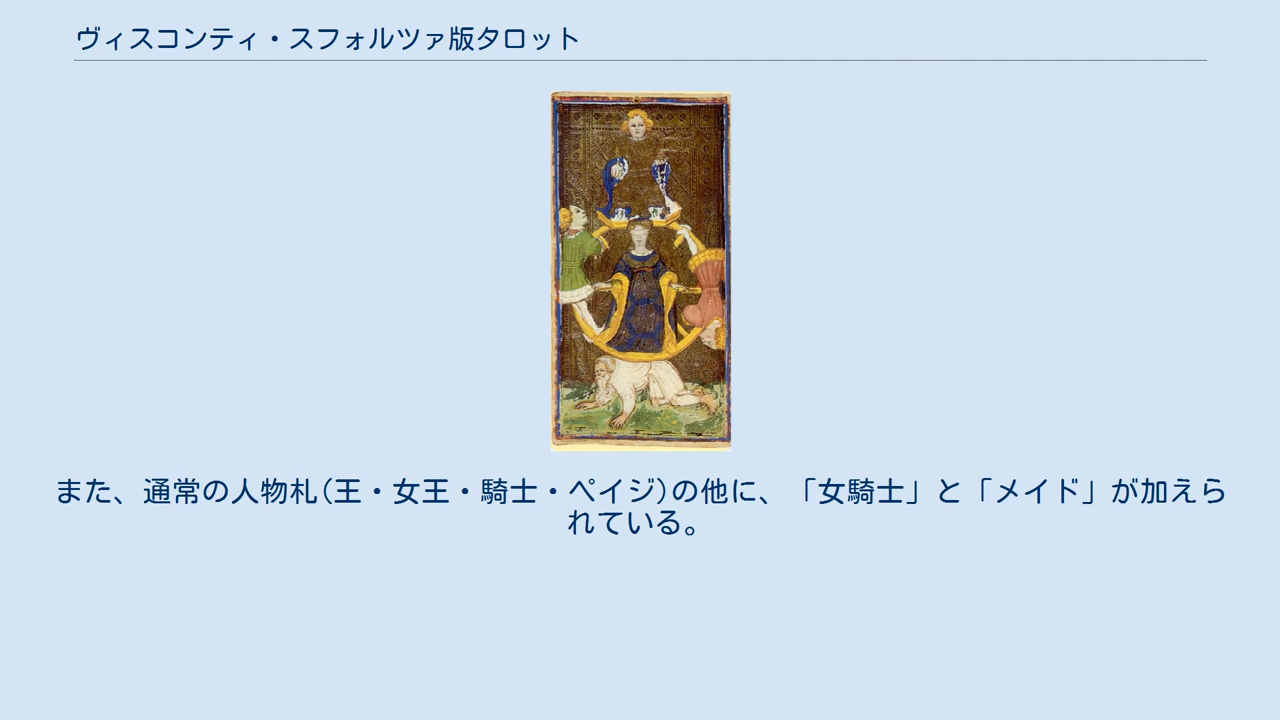 ヴィスコンティ・スフォルツァ版タロット
また、通常の人物札(王・女王・騎士・ペイジ)の他に、「女騎士」と「メイド」が加えら
れている。